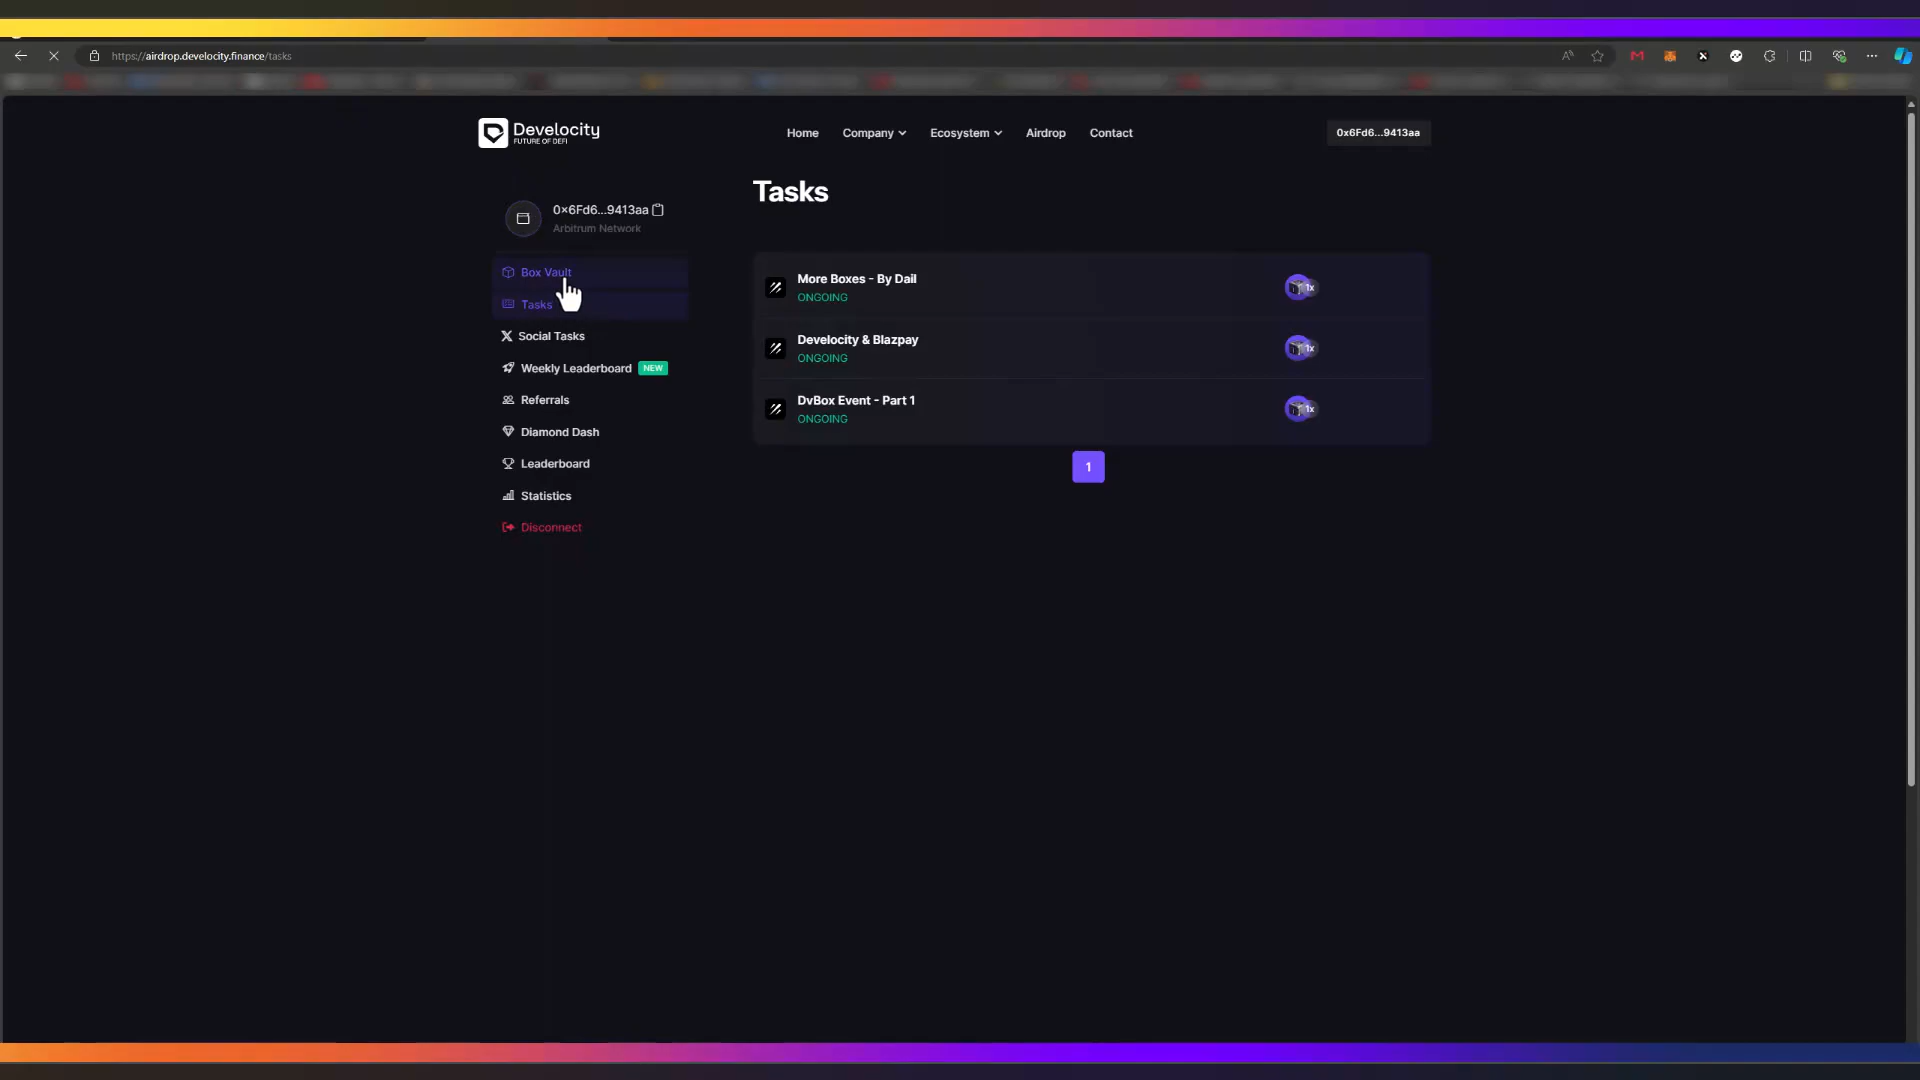 https://airdrop.develocity.finance/tasks
Develocity
FUTURE OF DEFI
Home
Company
Ecosystem
Airdrop
Contact
0x6Fd6...9413aa
0x6Fd6...9413aa
Arbitrum Network
Box Vault
Tasks
Social Tasks
Weekly Leaderboard NEW
Referrals
Diamond Dash
Leaderboard
Statistics
Disconnect
Tasks
More Boxes - By Dail
ONGOING
1x
Develocity & Blazpay
ONGOING
1x
DvBox Event - Part 1
ONGOING
1x
1